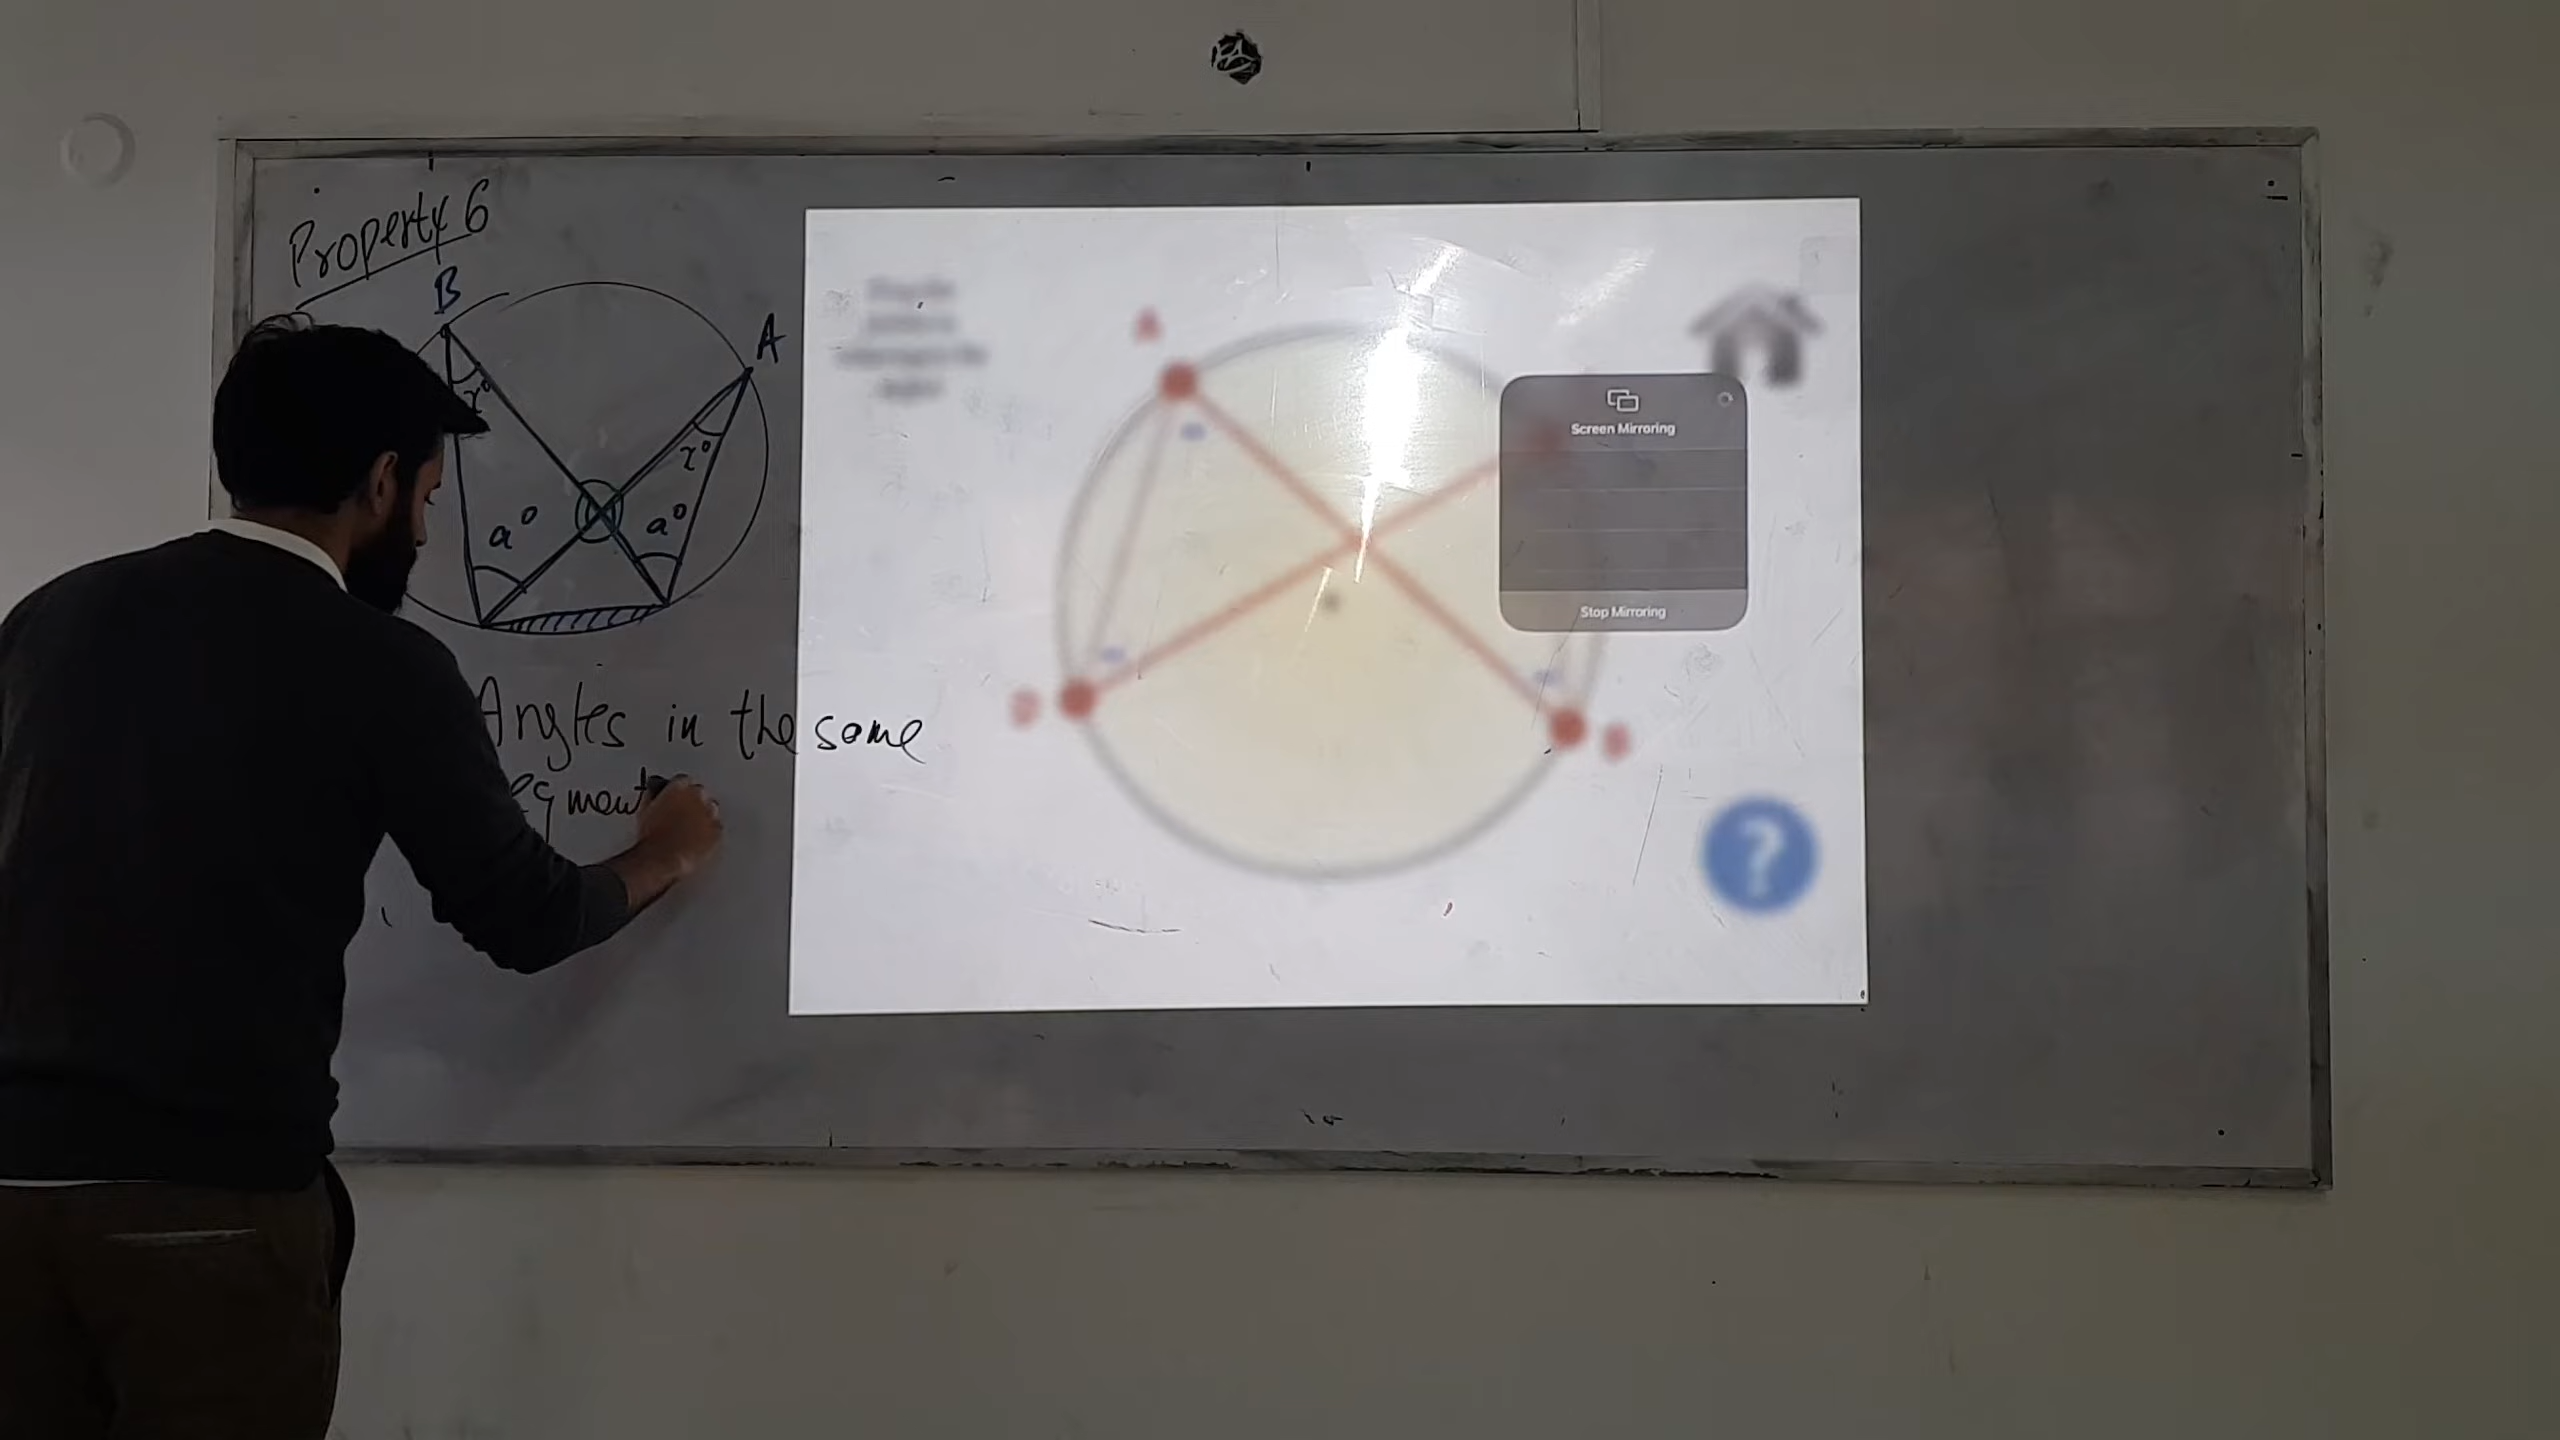 Property 6
B
A
x°
x°
a°
a°
Angles in the same
egment
A
Screen Mirroring
Stop Mirroring
?